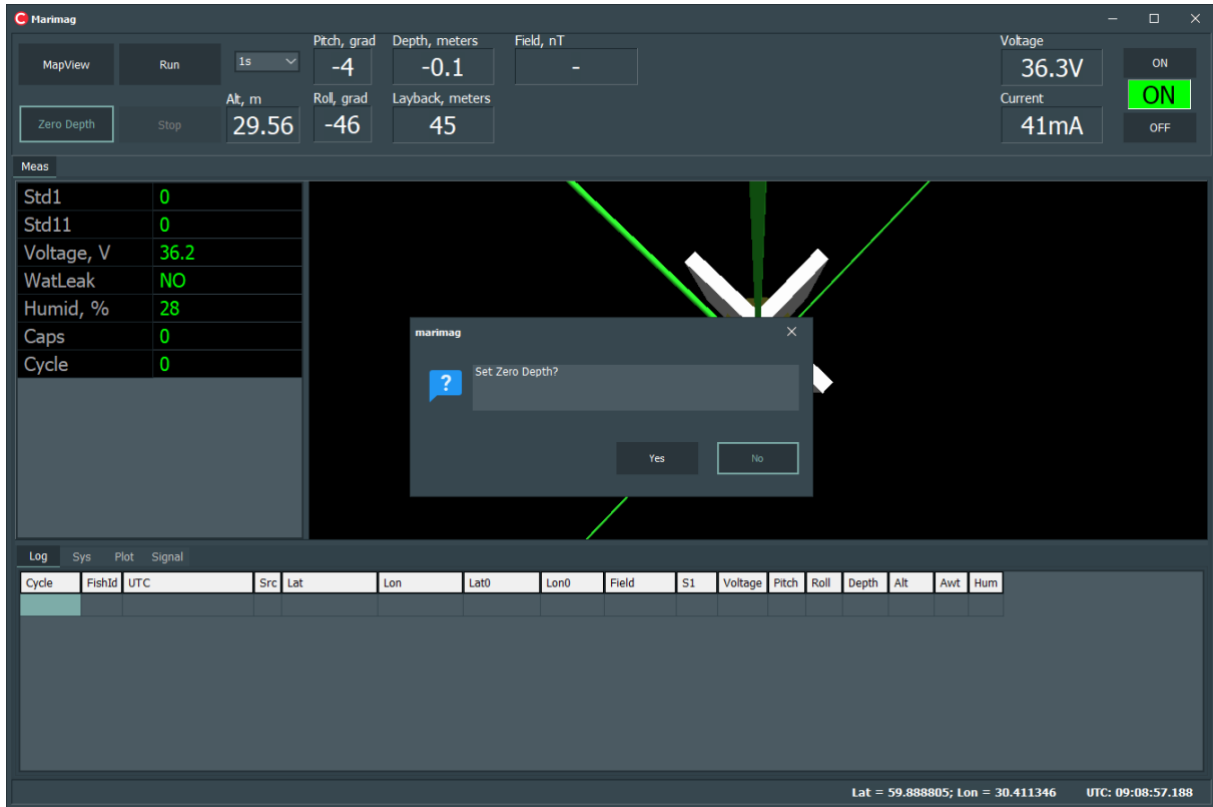 Marimag
MapView
Run
1s
Pitch, grad
-4
Depth, meters
-0.1
Field, nT
-
Voltage
36.3V
ON
Zero Depth
Stop
Alt, m
29.56
Roll, grad
-46
Layback, meters
45
Current
41mA
ON
OFF
Meas
Std1 0
Std11 0
Voltage, V 36.2
WatLeak NO
Humid, % 28
Caps 0
Cycle 0
marimag
Set Zero Depth?
Yes
No
Log Sys Plot Signal
Cycle FishId UTC Src Lat Lon Lat0 Lon0 Field S1 Voltage Pitch Roll Depth Alt Awt Hum
Lat = 59.888805; Lon = 30.411346 UTC: 09:08:57.188